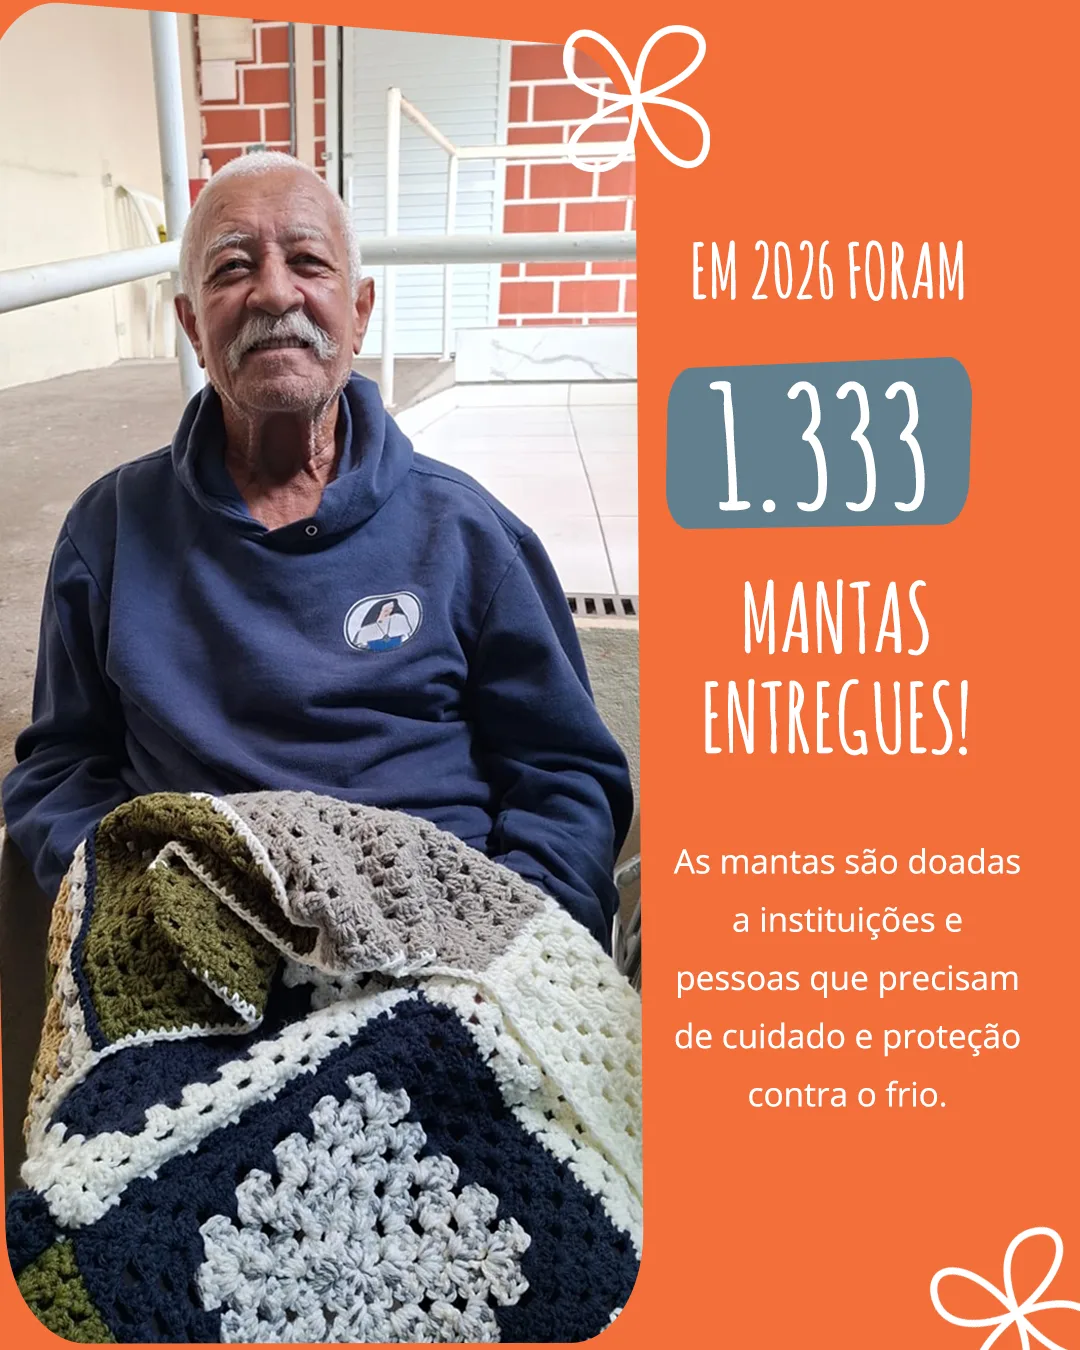 EM 2026 FORAM
1.333
MANTAS
ENTREGUES!
As mantas são doadas
a instituições e
pessoas que precisam
de cuidado e proteção
contra o frio.